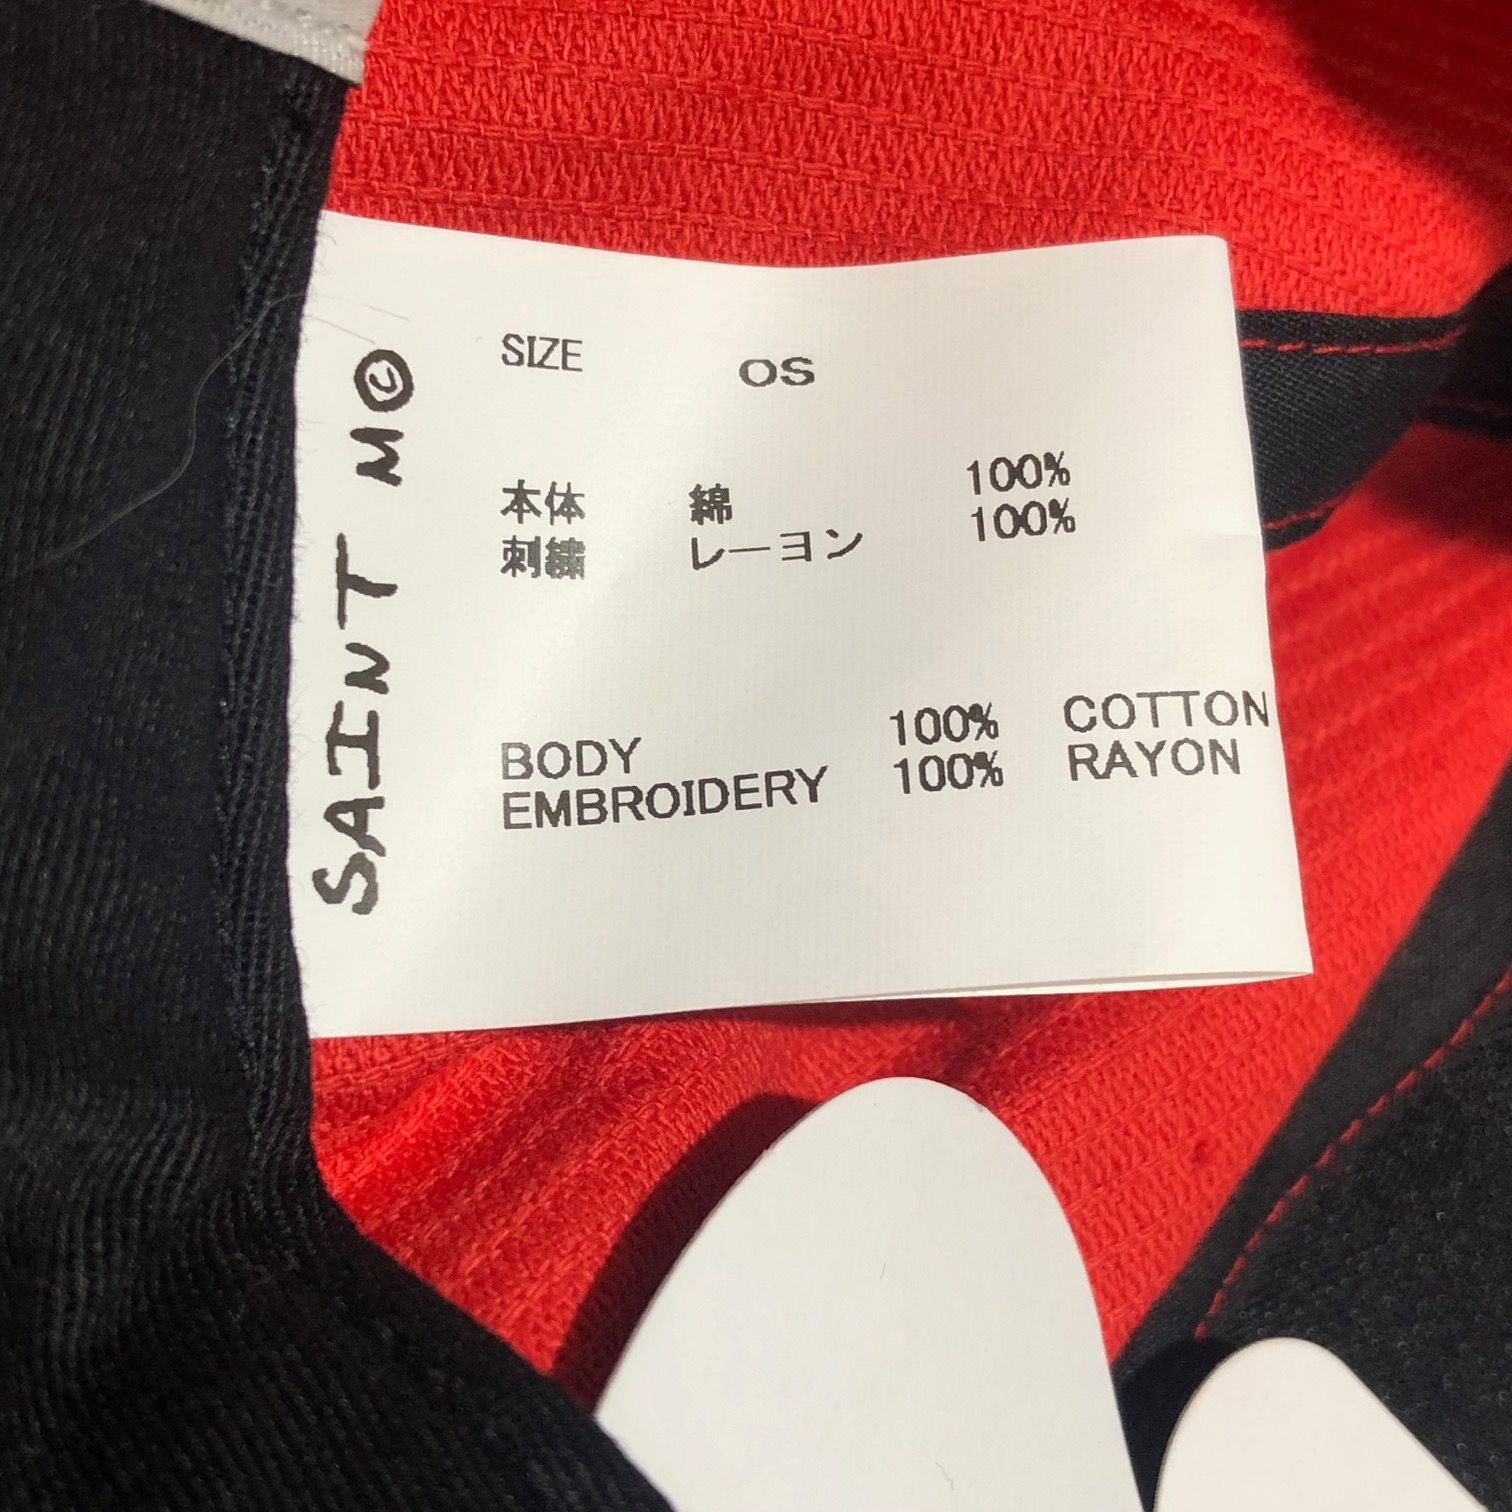 SAINT M©
SIZE OS
本体 綿 100%
刺繍 レーヨン 100%
BODY 100% COTTON
EMBROIDERY 100% RAYON